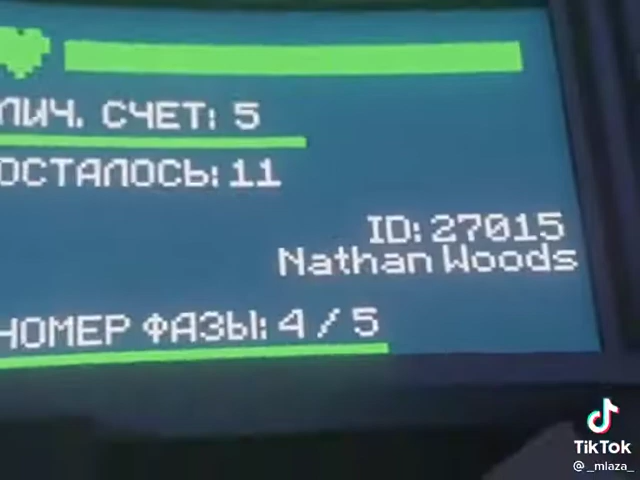 ЛИЧ. СЧЕТ: 5
ОСТАЛОСЬ: 11
ID: 27015
Nathan Woods
НОМЕР ФАЗЫ: 4 / 5
TikTok
@ _mlaza_